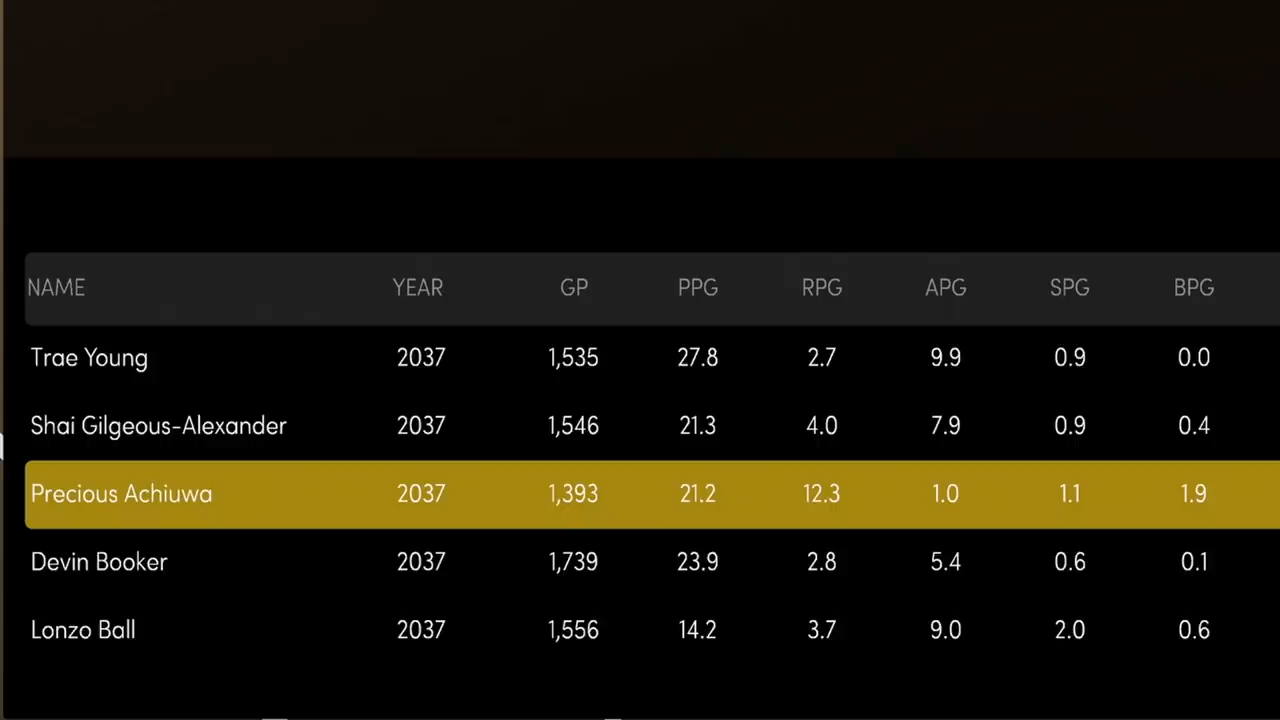 NAME YEAR GP PPG RPG APG SPG BPG
Trae Young 2037 1,535 27.8 2.7 9.9 0.9 0.0
Shai Gilgeous-Alexander 2037 1,546 21.3 4.0 7.9 0.9 0.4
Precious Achiuwa 2037 1,393 21.2 12.3 1.0 1.1 1.9
Devin Booker 2037 1,739 23.9 2.8 5.4 0.6 0.1
Lonzo Ball 2037 1,556 14.2 3.7 9.0 2.0 0.6